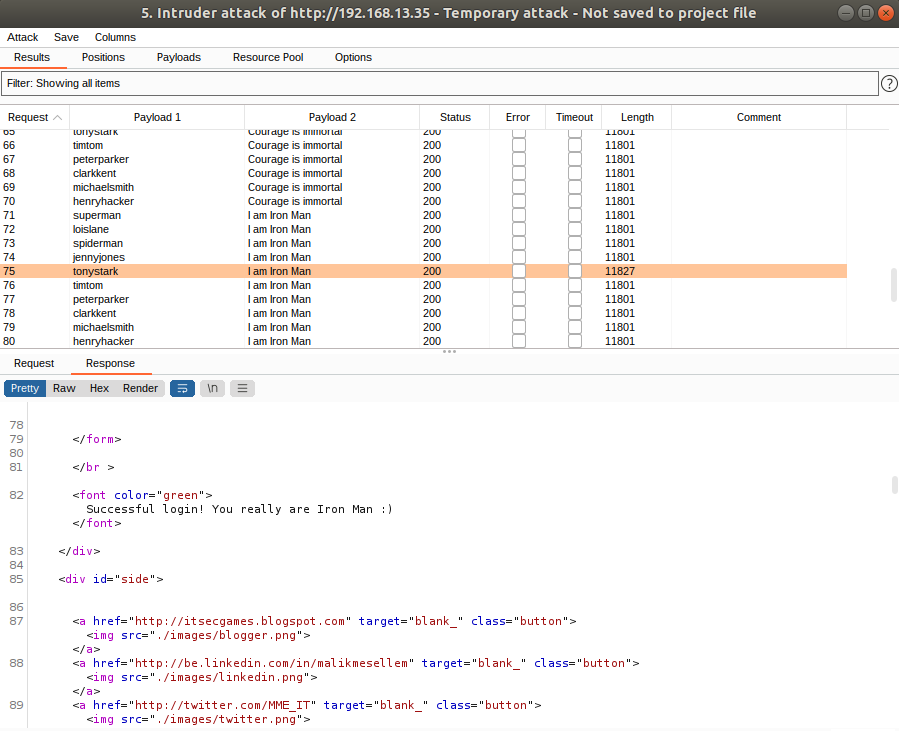 5. Intruder attack of http://192.168.13.35 - Temporary attack - Not saved to project file
Attack Save Columns
Results Positions Payloads Resource Pool Options
Filter: Showing all items ?
Request Payload 1 Payload 2 Status Error Timeout Length Comment
65 tonystark Courage is immortal 200 11801
66 timtom Courage is immortal 200 11801
67 peterparker Courage is immortal 200 11801
68 clarkkent Courage is immortal 200 11801
69 michaelsmith Courage is immortal 200 11801
70 henryhacker Courage is immortal 200 11801
71 superman I am Iron Man 200 11801
72 loislane I am Iron Man 200 11801
73 spiderman I am Iron Man 200 11801
74 jennyjones I am Iron Man 200 11801
75 tonystark I am Iron Man 200 11827
76 timtom I am Iron Man 200 11801
77 peterparker I am Iron Man 200 11801
78 clarkkent I am Iron Man 200 11801
79 michaelsmith I am Iron Man 200 11801
80 henryhacker I am Iron Man 200 11801
Request Response
Pretty Raw Hex Render \n
78
79 </form>
80
81 </br >
82 <font color="green">
Successful login! You really are Iron Man :)
</font>
83 </div>
84
85 <div id="side">
86
87 <a href="http://itsecgames.blogspot.com" target="blank_" class="button">
<img src="./images/blogger.png">
</a>
88 <a href="http://be.linkedin.com/in/malikmesellem" target="blank_" class="button">
<img src="./images/linkedin.png">
</a>
89 <a href="http://twitter.com/MME_IT" target="blank_" class="button">
<img src="./images/twitter.png">